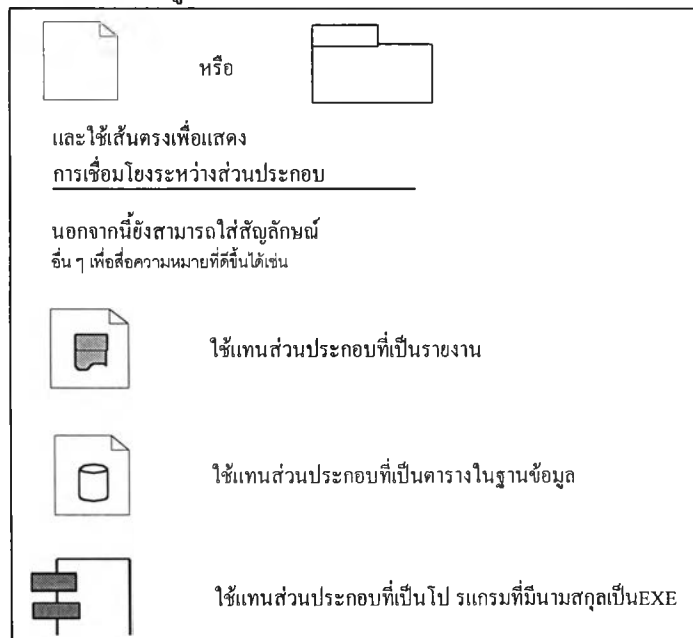 หรือ
และใช้เส้นตรงเพื่อแสดง
การเชื่อมโยงระหว่างส่วนประกอบ
นอกจากนี้ยังสามารถใส่สัญลักษณ์
อื่น ๆ เพื่อสื่อความหมายที่ดีขึ้นได้เช่น
ใช้แทนส่วนประกอบที่เป็นรายงาน
ใช้แทนส่วนประกอบที่เป็นตารางในฐานข้อมูล
ใช้แทนส่วนประกอบที่เป็นโป รแกรมที่มีนามสกุลเป็นEXE